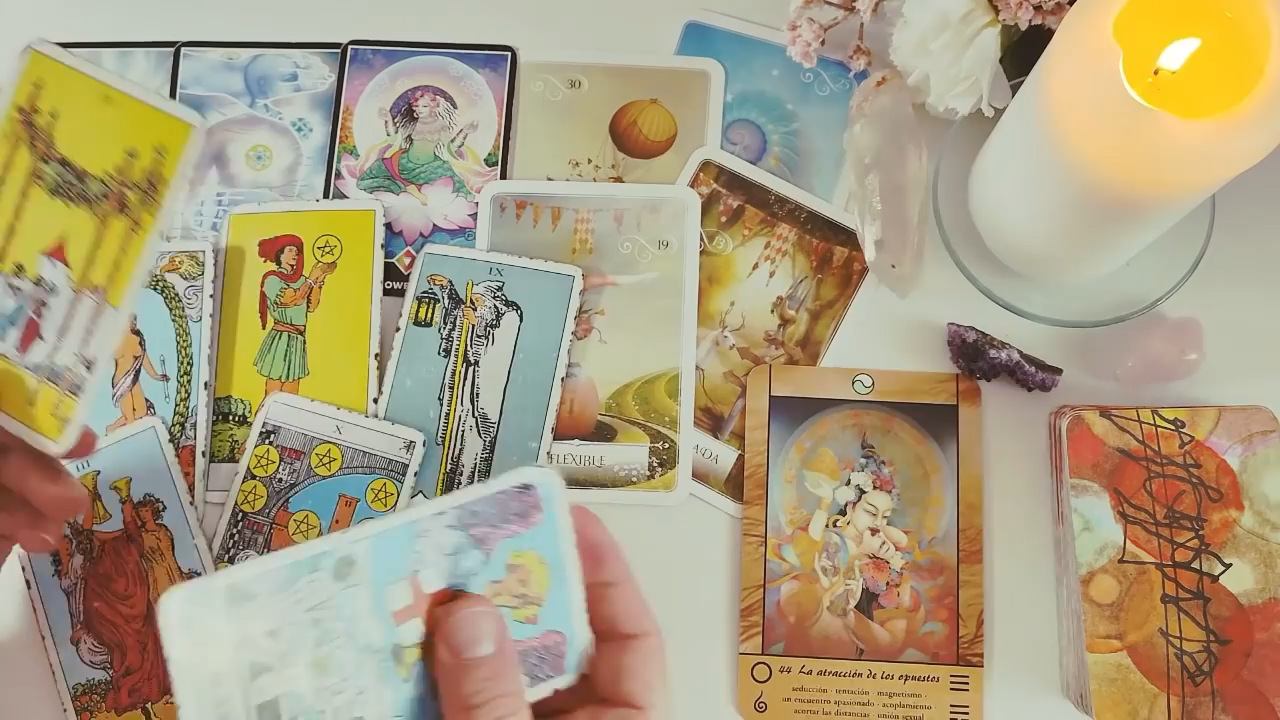 30
19
13
IX
FLEXIBLE
X
III
44 La atracción de los opuestos
seducción · tentación · magnetismo ·
un encuentro apasionado · acoplamiento
acortar las distancias · unión sexual